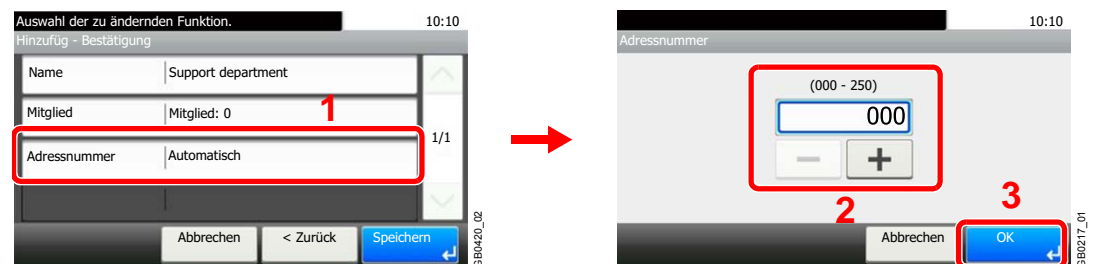 Auswahl der zu ändernden Funktion. 10:10
Hinzufüg - Bestätigung
Name Support department
Mitglied Mitglied: 0
1
Adressnummer Automatisch
1/1
Abbrechen < Zurück Speichern
GB0420_02
10:10
Adressnummer
(000 - 250)
000
2
3
Abbrechen OK
GB0217_01